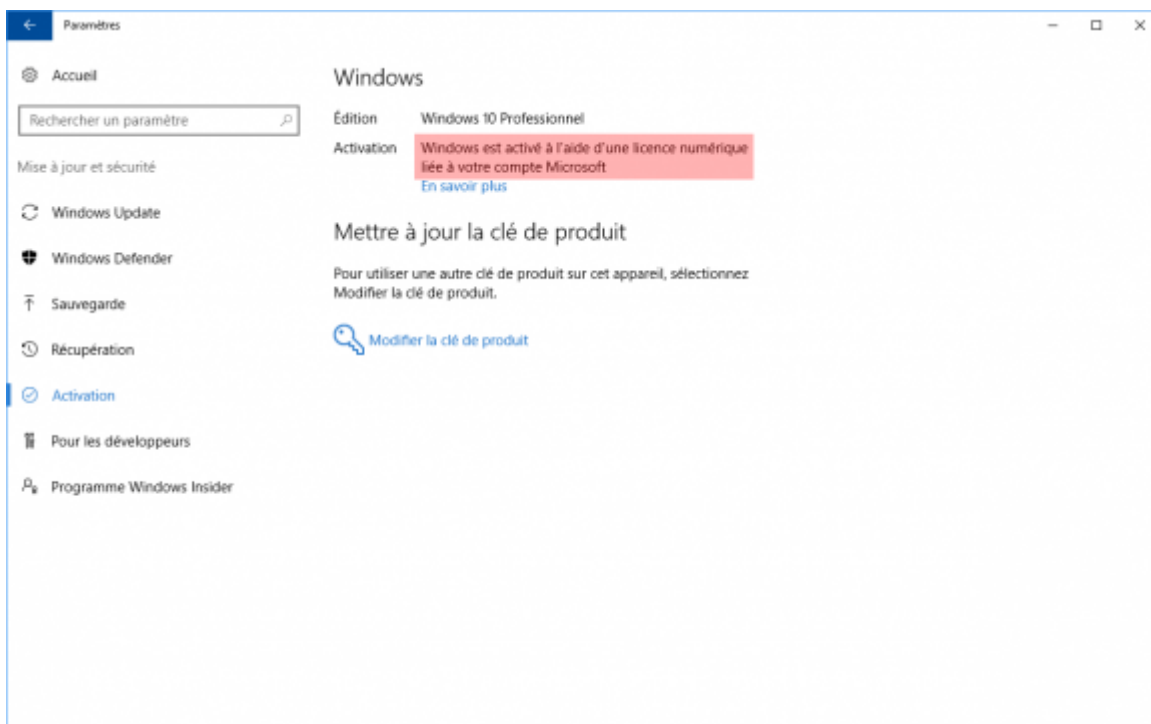 Paramètres
Accueil
Rechercher un paramètre
Mise à jour et sécurité
Windows Update
Windows Defender
Sauvegarde
Récupération
Activation
Pour les développeurs
Programme Windows Insider
Windows
Édition Windows 10 Professionnel
Activation Windows est activé à l'aide d'une licence numérique
liée à votre compte Microsoft
En savoir plus
Mettre à jour la clé de produit
Pour utiliser une autre clé de produit sur cet appareil, sélectionnez
Modifier la clé de produit.
Modifier la clé de produit